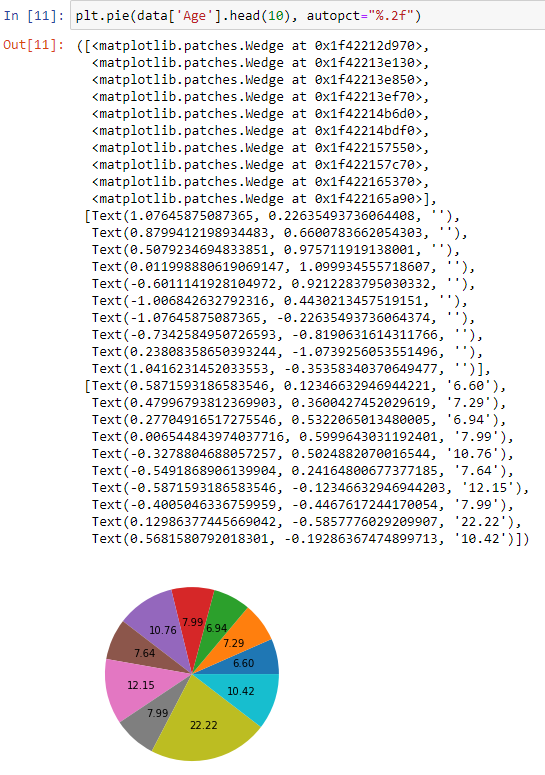 In [11]: plt.pie(data['Age'].head(10), autopct="%.2f")
Out[11]: ([<matplotlib.patches.Wedge at 0x1f42212d970>,
<matplotlib.patches.Wedge at 0x1f42213e130>,
<matplotlib.patches.Wedge at 0x1f42213e850>,
<matplotlib.patches.Wedge at 0x1f42213ef70>,
<matplotlib.patches.Wedge at 0x1f42214b6d0>,
<matplotlib.patches.Wedge at 0x1f42214bdf0>,
<matplotlib.patches.Wedge at 0x1f422157550>,
<matplotlib.patches.Wedge at 0x1f422157c70>,
<matplotlib.patches.Wedge at 0x1f422165370>,
<matplotlib.patches.Wedge at 0x1f422165a90>],
[Text(1.07645875087365, 0.22635493736064408, ''),
Text(0.8799412198934483, 0.6600783662054303, ''),
Text(0.5079234694833851, 0.975711919138001, ''),
Text(0.011998880619069147, 1.099934555718607, ''),
Text(-0.6011141928104972, 0.9212283795030332, ''),
Text(-1.006842632792316, 0.4430213457519151, ''),
Text(-1.07645875087365, -0.22635493736064374, ''),
Text(-0.7342584950726593, -0.8190631614311766, ''),
Text(0.23808358650393244, -1.0739256053551496, ''),
Text(1.0416231452033553, -0.35358340370649477, '')],
[Text(0.5871593186583546, 0.12346632946944221, '6.60'),
Text(0.47996793812369903, 0.3600427452029619, '7.29'),
Text(0.27704916517275546, 0.5322065013480005, '6.94'),
Text(0.006544843974037716, 0.5999643031192401, '7.99'),
Text(-0.3278804688057257, 0.5024882070016544, '10.76'),
Text(-0.5491868906139904, 0.24164800677377185, '7.64'),
Text(-0.5871593186583546, -0.12346632946944203, '12.15'),
Text(-0.4005046336759959, -0.4467617244170054, '7.99'),
Text(0.12986377445669042, -0.5857776029209907, '22.22'),
Text(0.5681580792018301, -0.19286367474899713, '10.42')])
7.99
6.94
10.76
7.29
7.64
6.60
12.15
10.42
7.99
22.22